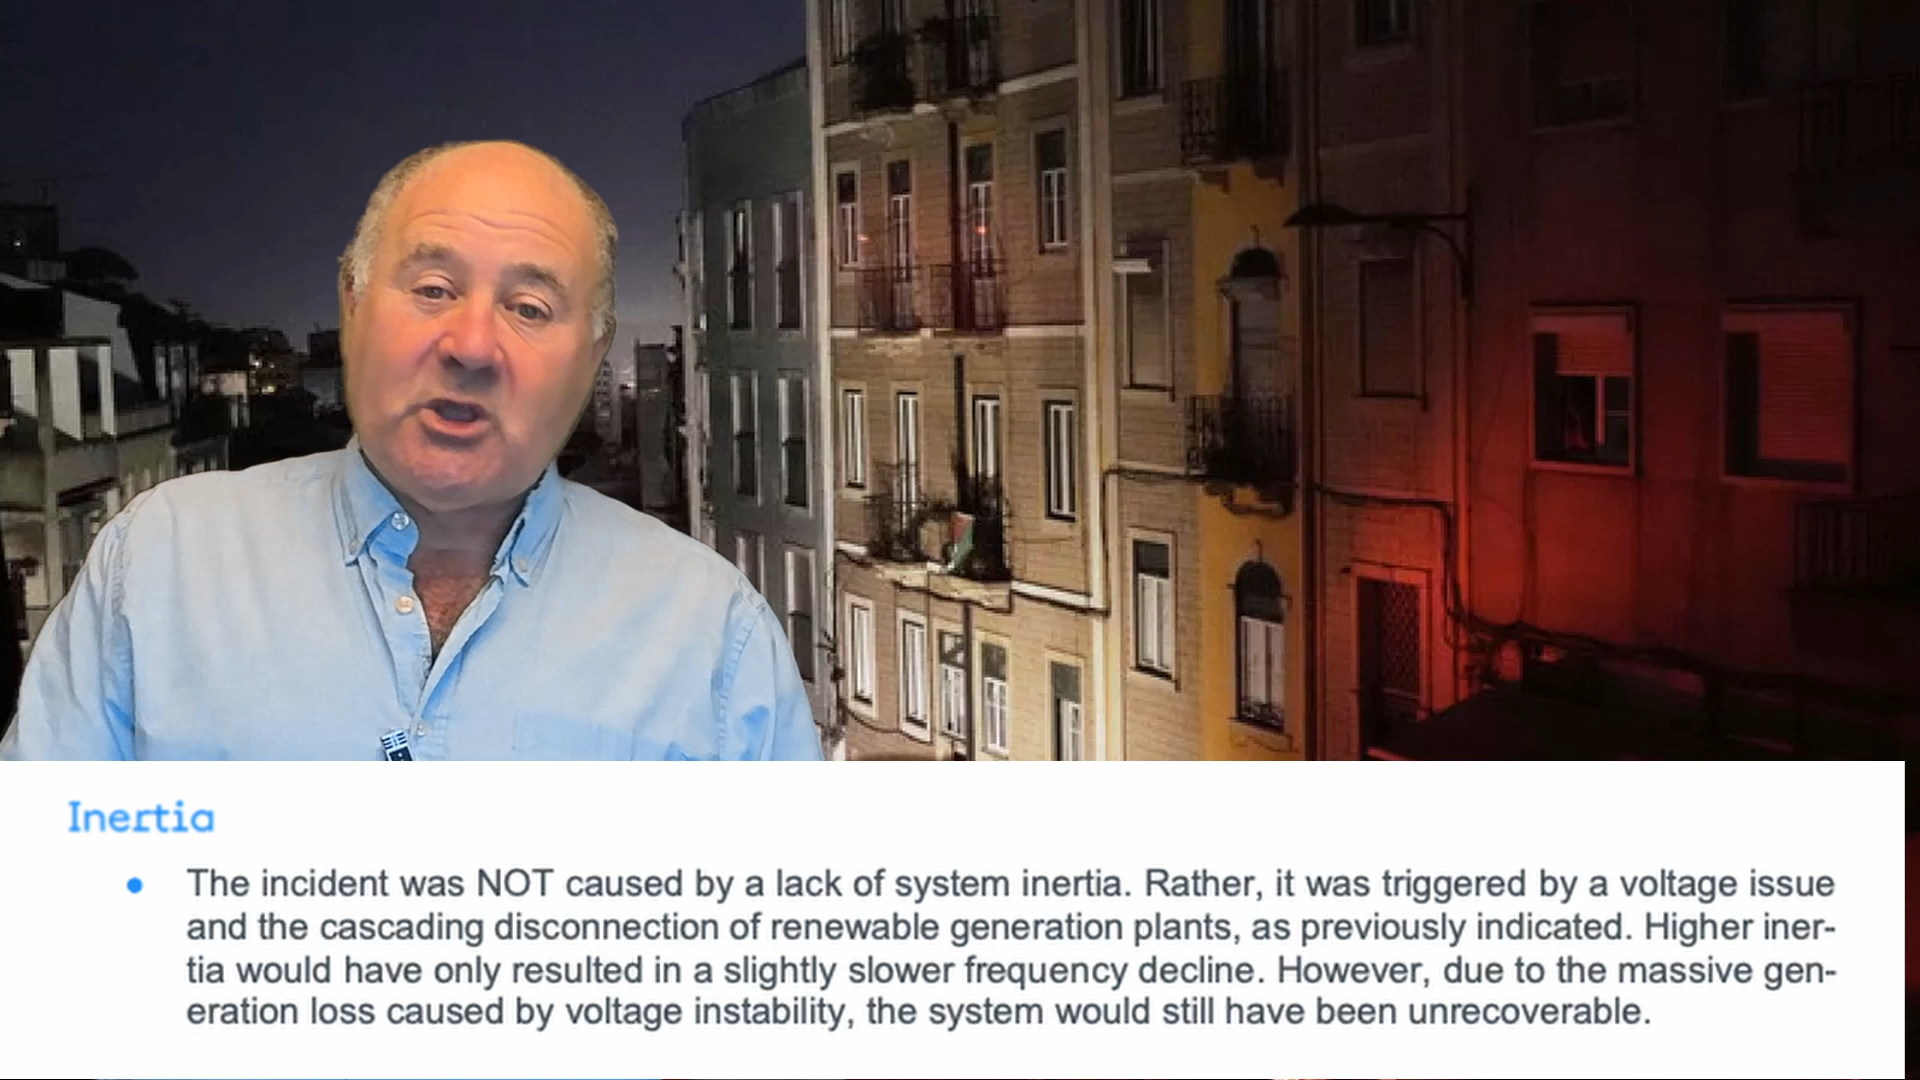 Inertia
• The incident was NOT caused by a lack of system inertia. Rather, it was triggered by a voltage issue
and the cascading disconnection of renewable generation plants, as previously indicated. Higher iner-
tia would have only resulted in a slightly slower frequency decline. However, due to the massive gen-
eration loss caused by voltage instability, the system would still have been unrecoverable.